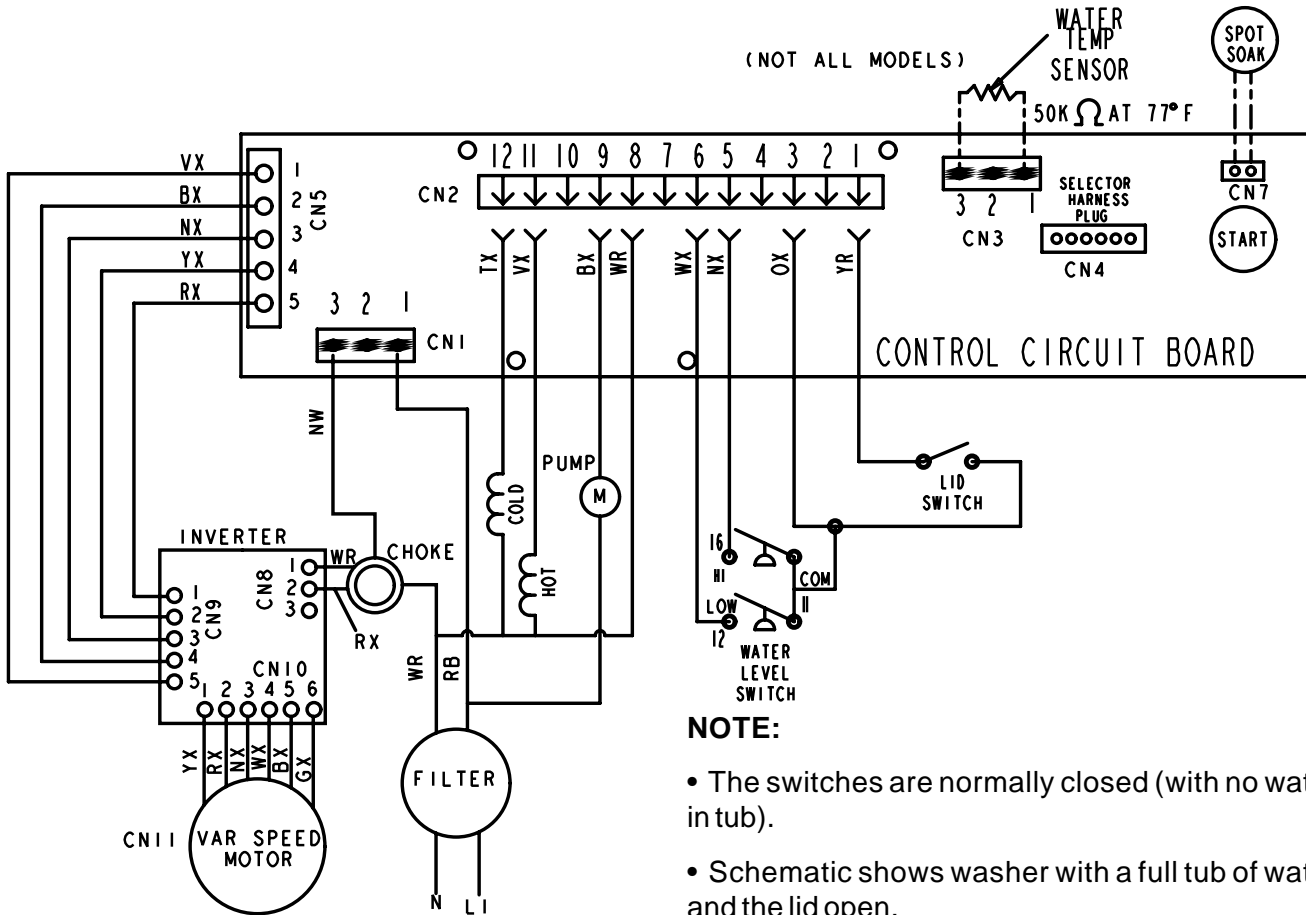 WATER
TEMP
SENSOR
(NOT ALL MODELS)
50K Ω AT 77° F
SPOT
SOAK
VX
BX
NX
YX
RX
1
2
3
4
5
CN5
12 11 10 9 8 7 6 5 4 3 2 1
CN2
3 2 1
CN3
SELECTOR
HARNESS
PLUG
CN4
CN7
START
3 2 1
CN1
TX
VX
BX
WR
WX
NX
OX
YR
CONTROL CIRCUIT BOARD
NW
COLD
HOT
PUMP
M
LID
SWITCH
16
HI
COM
LOW
11
12
WATER
LEVEL
SWITCH
INVERTER
CHOKE
WR
RX
1
2
3
CN8
1
2
3
4
5
CN9
CN10
1 2 3 4 5 6
YX
RX
NX
WX
BX
GX
WR
RB
FILTER
N
L1
CN11
VAR SPEED
MOTOR
NOTE:
• The switches are normally closed (with no wat
in tub).
• Schematic shows washer with a full tub of wat
and the lid open.